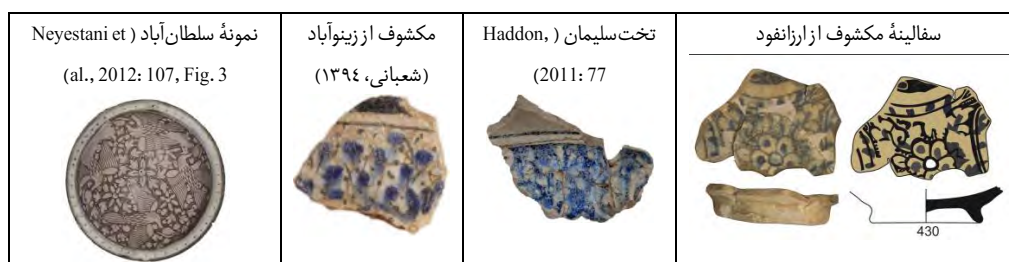 سفالینهٔ مکشوف از ارزانفود
تخت‌سلیمان ( Haddon,
2011: 77)
مکشوف از زینوآباد
(شعبانی، ۱۳۹٤)
نمونهٔ سلطان‌آباد ( Neyestani et
al., 2012: 107, Fig. 3)
430